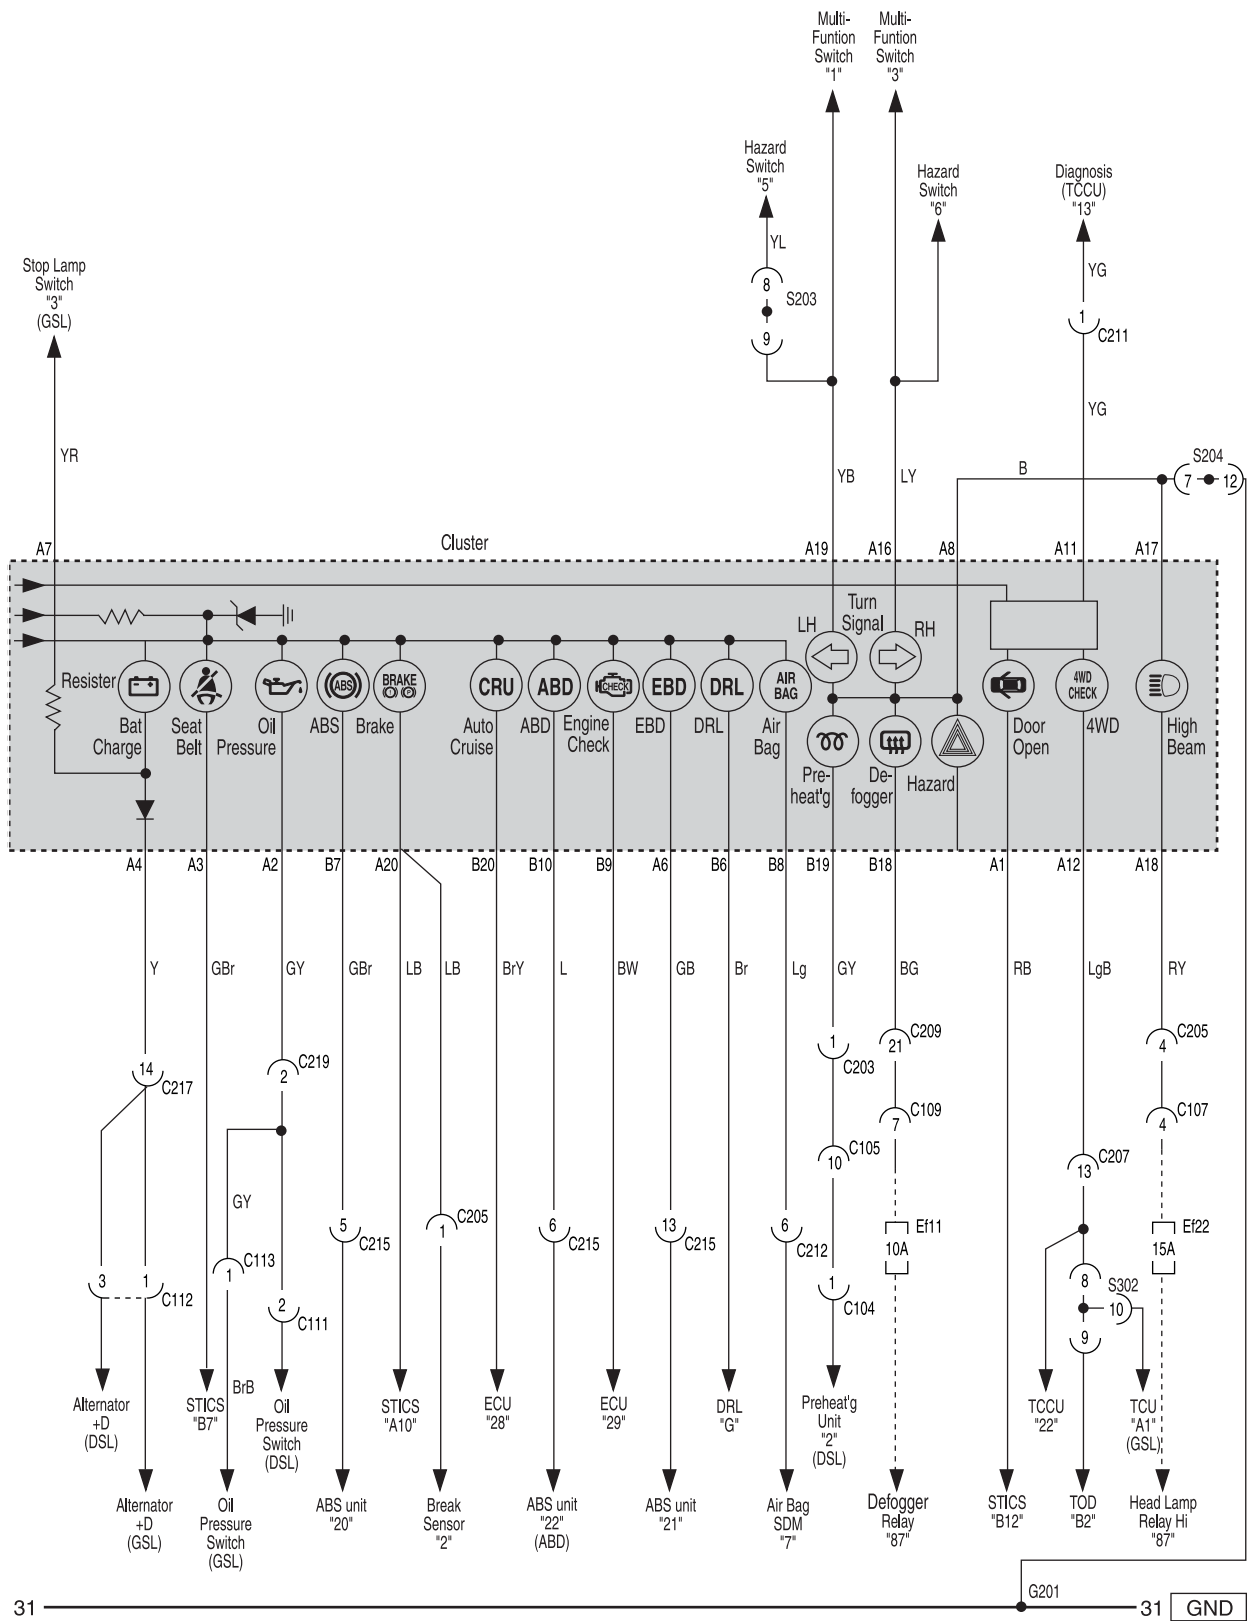 Multi-
Funtion
Switch
"1"
Multi-
Funtion
Switch
"3"
Hazard
Switch
"5"
Hazard
Switch
"6"
Diagnosis
(TCCU)
"13"
YL
YG
8
S203
9
1
C211
Stop Lamp
Switch
"3"
(GSL)
YG
YR
YB
LY
B
S204
7
12
Cluster
A7
A19
A16
A8
A11
A17
Turn
Signal
LH
RH
Resister
ABS
BRAKE
CRU
ABD
CHECK
EBD
DRL
AIR
BAG
4WD
CHECK
Bat
Charge
Seat
Belt
Oil
Pressure
ABS
Brake
Auto
Cruise
ABD
Engine
Check
EBD
DRL
Air
Bag
Pre-
heat'g
De-
fogger
Hazard
Door
Open
4WD
High
Beam
A4
A3
A2
B7
A20
B20
B10
B9
A6
B6
B8
B19
B18
A1
A12
A18
Y
GBr
GY
GBr
LB
LB
BrY
L
BW
GB
Br
Lg
GY
BG
RB
LgB
RY
14
C217
2
C219
1
C203
21
C209
4
C205
10
C105
7
C109
4
C107
13
C207
GY
5
C215
1
C205
6
C215
13
C215
6
C212
Ef11
10A
Ef22
15A
3
1
C112
1
C113
2
C111
1
C104
8
S302
10
9
BrB
Alternator
+D
(DSL)
STICS
"B7"
Oil
Pressure
Switch
(DSL)
STICS
"A10"
ECU
"28"
ECU
"29"
DRL
"G"
Preheat'g
Unit
"2"
(DSL)
TCCU
"22"
TCU
"A1"
(GSL)
Alternator
+D
(GSL)
Oil
Pressure
Switch
(GSL)
ABS unit
"20"
Break
Sensor
"2"
ABS unit
"22"
(ABD)
ABS unit
"21"
Air Bag
SDM
"7"
Defogger
Relay
"87"
STICS
"B12"
TOD
"B2"
Head Lamp
Relay Hi
"87"
G201
31
31
GND